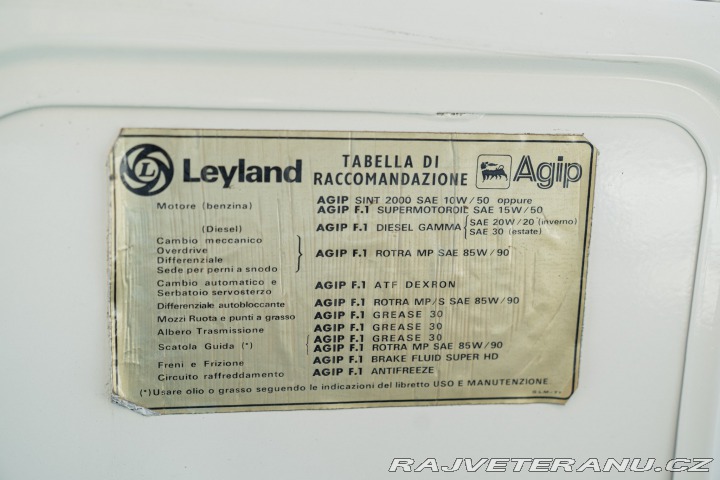 L Leyland TABELLA DI RACCOMANDAZIONE Agip
Motore (benzina) AGIP SINT 2000 SAE 10W/50 oppure
AGIP F.1 SUPERMOTOROIL SAE 15W/50
(Diesel) AGIP F.1 DIESEL GAMMA SAE 20W/20 (inverno)
SAE 30 (estate)
Cambio meccanico
Overdrive
Differenziale
Sede per perni a snodo
AGIP F.1 ROTRA MP SAE 85W/90
Cambio automatico e
Serbatoio servosterzo
AGIP F.1 ATF DEXRON
Differenziale autobloccante AGIP F.1 ROTRA MP/S SAE 85W/90
Mozzi Ruota e punti a grasso AGIP F.1 GREASE 30
Albero Trasmissione AGIP F.1 GREASE 30
Scatola Guida (*) AGIP F.1 GREASE 30
AGIP F.1 ROTRA MP SAE 85W/90
Freni e Frizione AGIP F.1 BRAKE FLUID SUPER HD
Circuito raffreddamento AGIP F.1 ANTIFREEZE
(*)Usare olio o grasso seguendo le indicazioni del libretto USO E MANUTENZIONE
RAJVETERANU.CZ